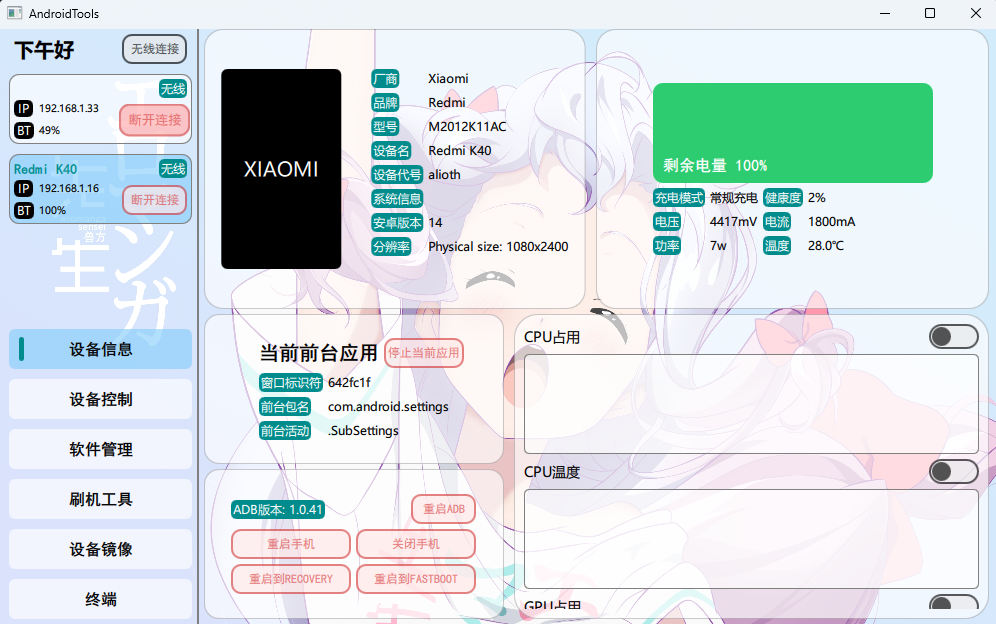 AndroidTools
下午好
无线连接
无线
IP 192.168.1.33
断开连接
BT 49%
Redmi K40
无线
IP 192.168.1.16
断开连接
BT 100%
sensei
兽方
生
ミシガ
设备信息
设备控制
软件管理
刷机工具
设备镜像
终端
XIAOMI
厂商 Xiaomi
品牌 Redmi
型号 M2012K11AC
设备名 Redmi K40
设备代号 alioth
系统信息
安卓版本 14
分辨率 Physical size: 1080x2400
剩余电量 100%
充电模式 常规充电 健康度 2%
电压 4417mV 电流 1800mA
功率 7w 温度 28.0℃
当前前台应用
停止当前应用
窗口标识符 642fc1f
前台包名 com.android.settings
前台活动 .SubSettings
ADB版本: 1.0.41
重启ADB
重启手机
关闭手机
重启到RECOVERY
重启到FASTBOOT
CPU占用
CPU温度
GPU占用